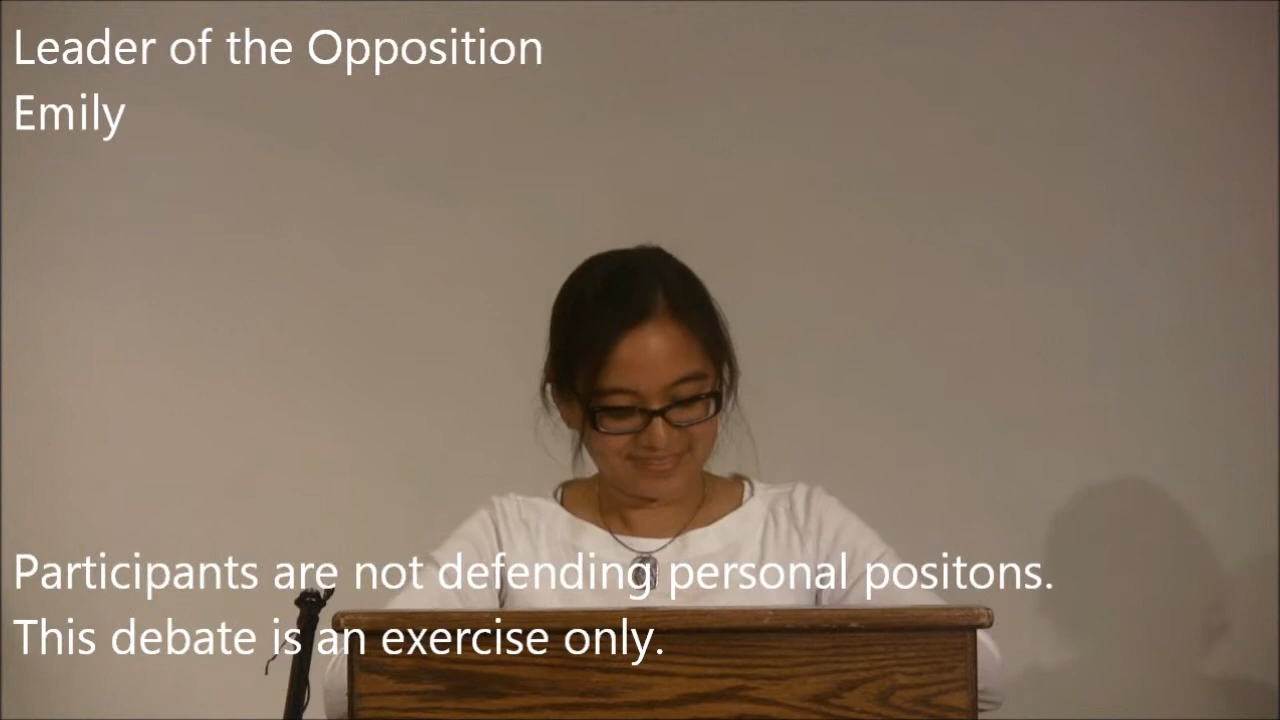 Leader of the Opposition
Emily
Participants are not defending personal positons.
This debate is an exercise only.